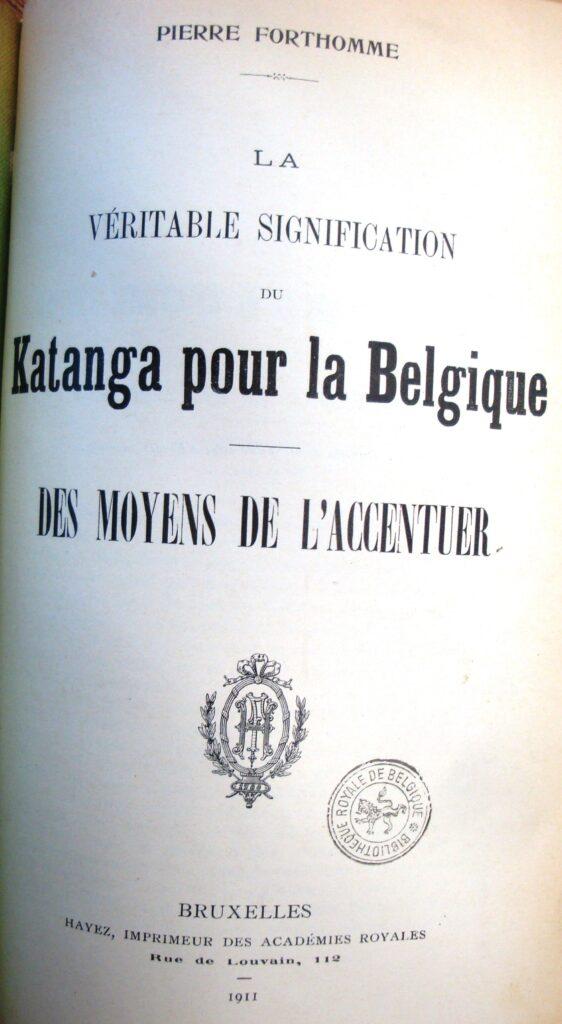 PIERRE FORTHOMME
LA
VÉRITABLE SIGNIFICATION
DU
Katanga pour la Belgique
DES MOYENS DE L'ACCENTUER
BIBLIOTHÈQUE ROYALE DE BELGIQUE
BRUXELLES
HAYEZ, IMPRIMEUR DES ACADÉMIES ROYALES
Rue de Louvain, 112
1911